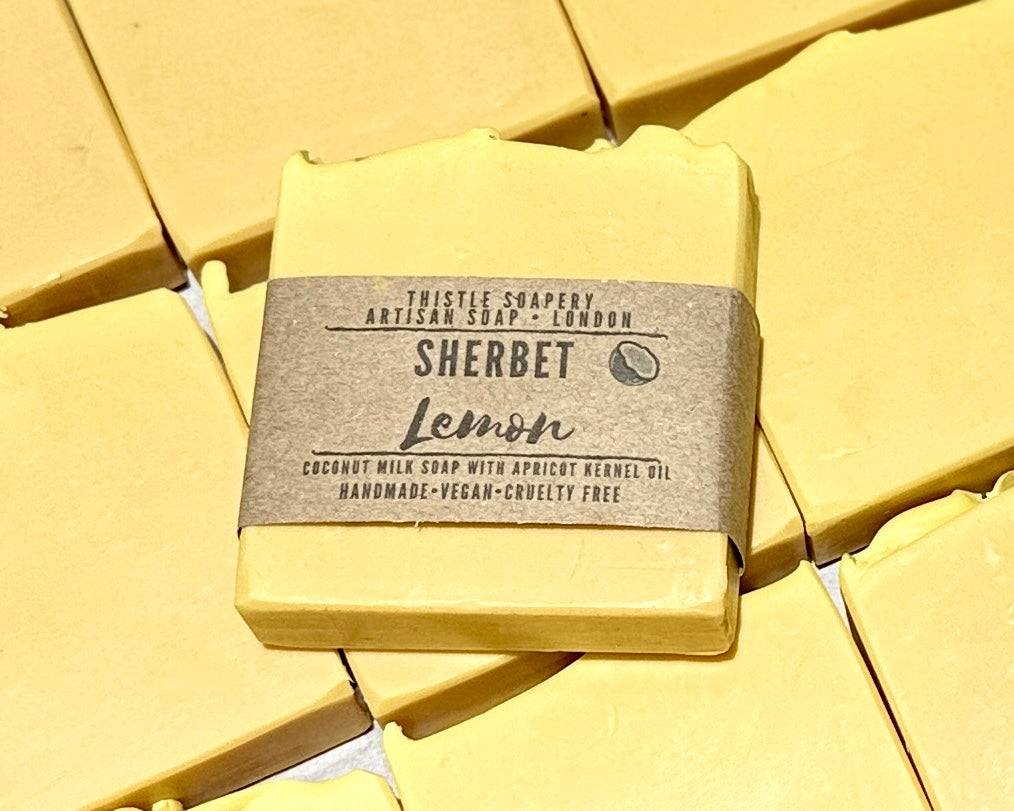 THISTLE SOAPERY
ARTISAN SOAP • LONDON
SHERBET
Lemon
COCONUT MILK SOAP WITH APRICOT KERNEL OIL
HANDMADE•VEGAN•CRUELTY FREE